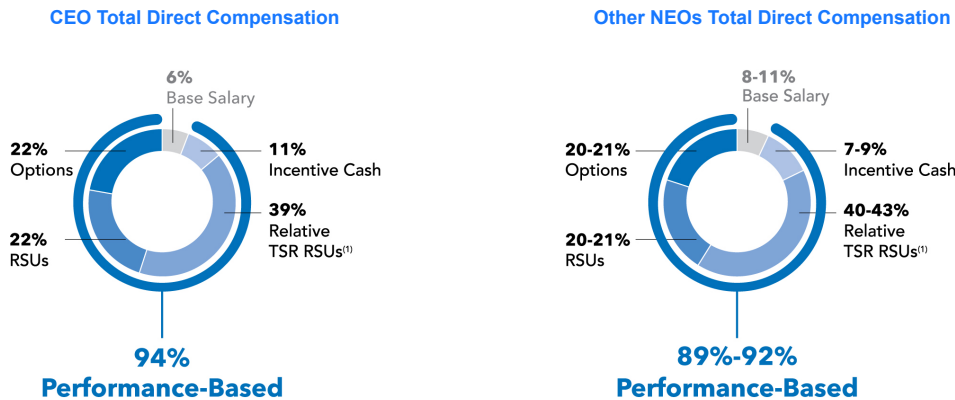 CEO Total Direct Compensation
6%
Base Salary
22%
Options
11%
Incentive Cash
39%
Relative
TSR RSUs(1)
22%
RSUs
94%
Performance-Based
Other NEOs Total Direct Compensation
8-11%
Base Salary
20-21%
Options
7-9%
Incentive Cash
40-43%
Relative
TSR RSUs(1)
20-21%
RSUs
89%-92%
Performance-Based